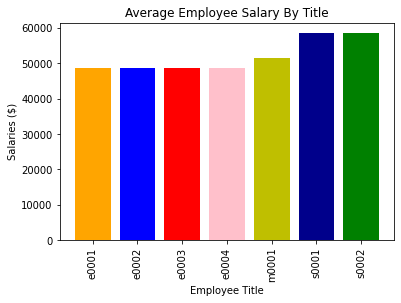 Average Employee Salary By Title
60000
50000
40000
30000
20000
10000
0
Salaries ($)
e0001
e0002
e0003
e0004
m0001
s0001
s0002
Employee Title